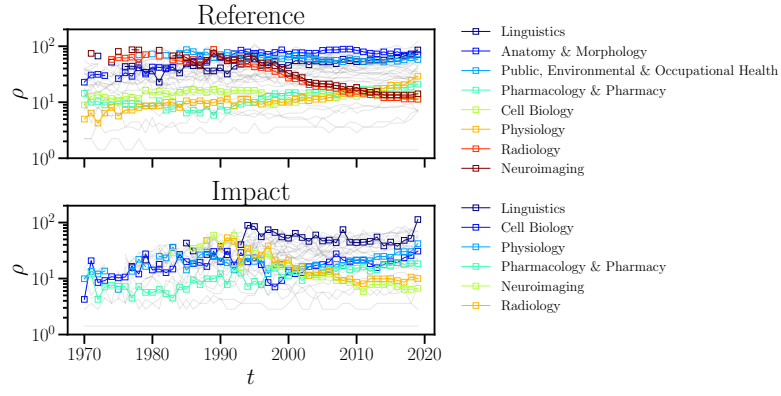 Reference
10²
10¹
10⁰
ρ
Linguistics
Anatomy & Morphology
Public, Environmental & Occupational Health
Pharmacology & Pharmacy
Cell Biology
Physiology
Radiology
Neuroimaging
Impact
10²
10¹
10⁰
ρ
1970 1980 1990 2000 2010 2020
t
Linguistics
Cell Biology
Physiology
Pharmacology & Pharmacy
Neuroimaging
Radiology